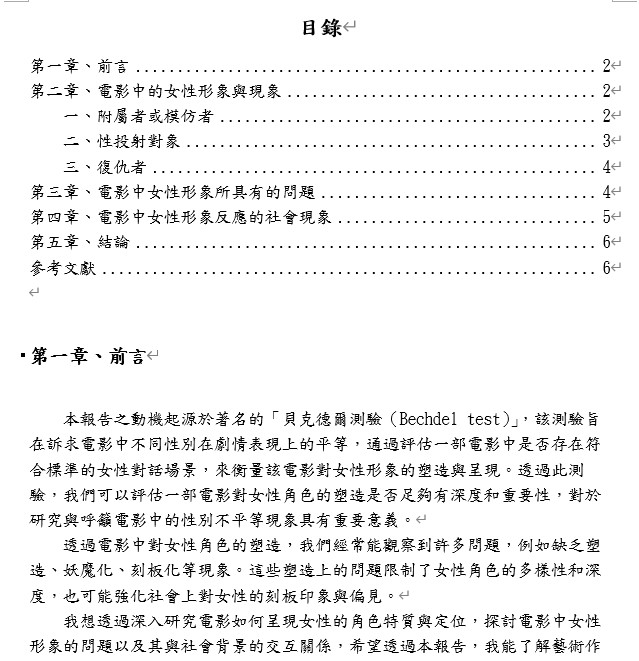 目錄
第一章、前言 ........................................................ 2
第二章、電影中的女性形象與現象 ...................................... 2
一、附屬者或模仿者 .............................................. 2
二、性投射對象 .................................................. 3
三、復仇者 ...................................................... 4
第三章、電影中女性形象所具有的問題 .................................. 4
第四章、電影中女性形象反應的社會現象 ................................ 5
第五章、結論 ........................................................ 6
參考文獻 ............................................................ 6
第一章、前言
本報告之動機起源於著名的「貝克德爾測驗（Bechdel test）」，該測驗旨
在訴求電影中不同性別在劇情表現上的平等，通過評估一部電影中是否存在符
合標準的女性對話場景，來衡量該電影對女性形象的塑造與呈現。透過此測
驗，我們可以評估一部電影對女性角色的塑造是否足夠有深度和重要性，對於
研究與呼籲電影中的性別不平等現象具有重要意義。
透過電影中對女性角色的塑造，我們經常能觀察到許多問題，例如缺乏塑
造、妖魔化、刻板化等現象。這些塑造上的問題限制了女性角色的多樣性和深
度，也可能強化社會上對女性的刻板印象與偏見。
我想透過深入研究電影如何呈現女性的角色特質與定位，探討電影中女性
形象的問題以及其與社會背景的交互關係，希望透過本報告，我能了解藝術作